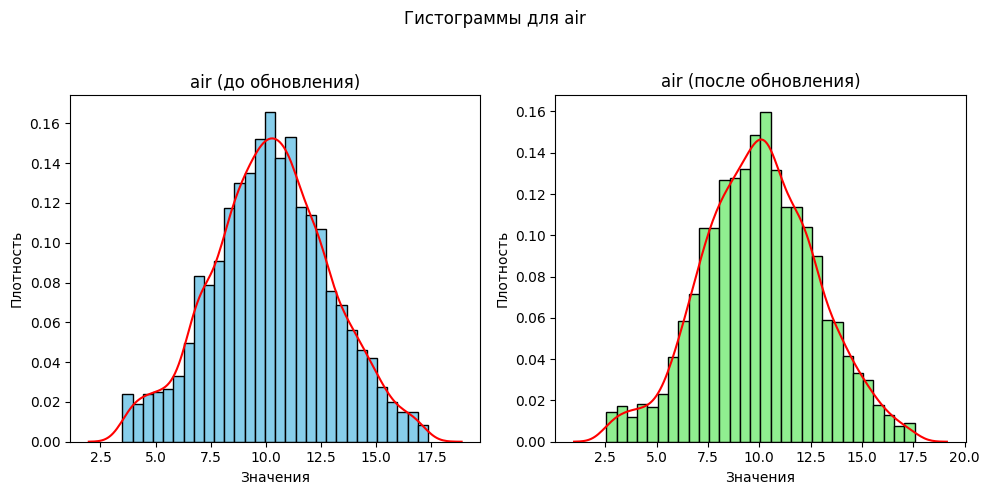 Гистограммы для air
air (до обновления)
0.16
0.14
0.12
0.10
0.08
0.06
0.04
0.02
0.00
Плотность
2.5 5.0 7.5 10.0 12.5 15.0 17.5
Значения
air (после обновления)
0.16
0.14
0.12
0.10
0.08
0.06
0.04
0.02
0.00
Плотность
2.5 5.0 7.5 10.0 12.5 15.0 17.5 20.0
Значения